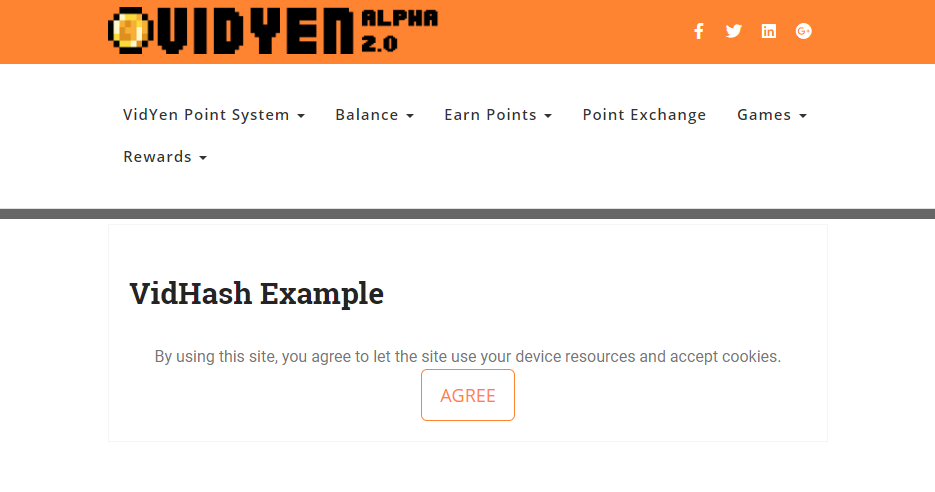 VIDYEN ALPHA 2.0
VidYen Point System Balance Earn Points Point Exchange Games
Rewards
VidHash Example
By using this site, you agree to let the site use your device resources and accept cookies.
AGREE